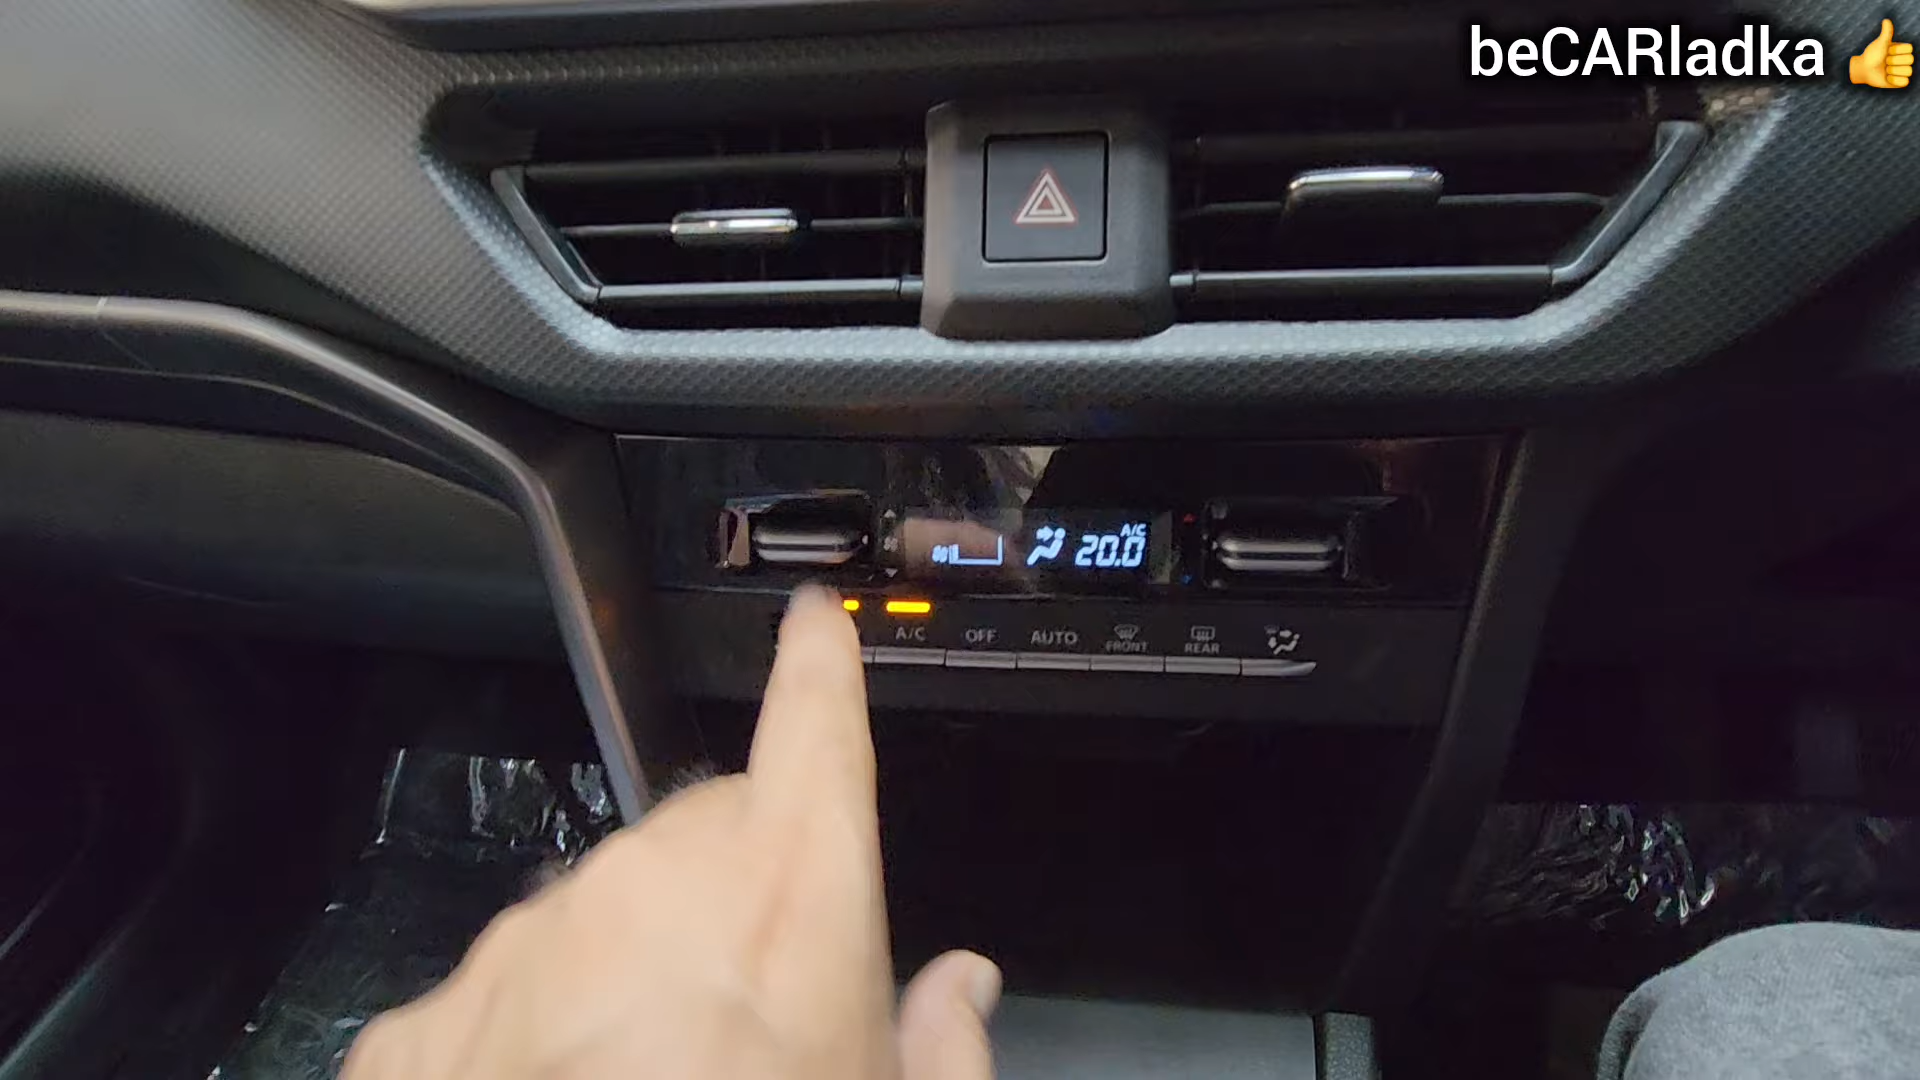 beCARladka 👍
A/C
20.0
A/C
OFF
AUTO
FRONT
REAR